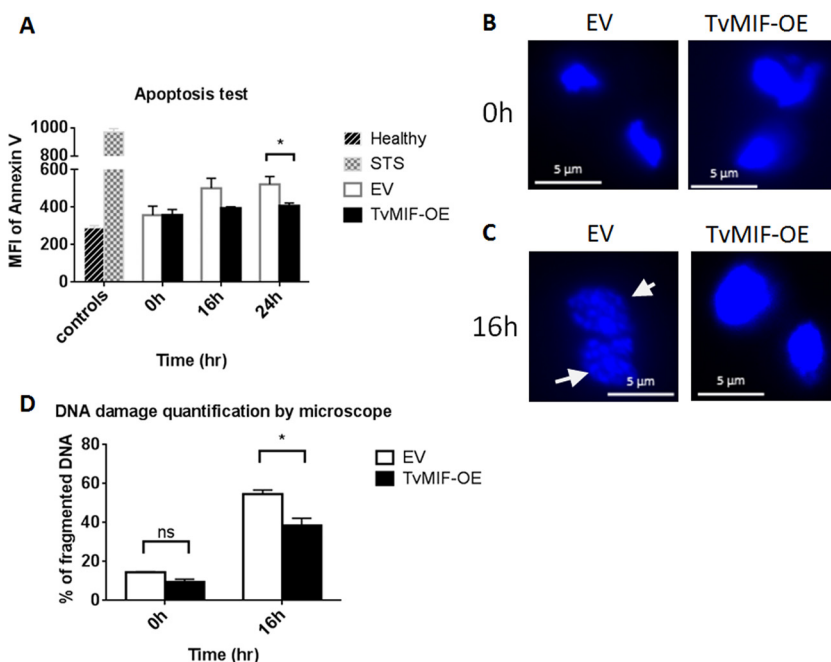 A
Apoptosis test
MFI of Annexin V
1000
800
600
400
200
0
*
controls
0h
16h
24h
Time (hr)
Healthy
STS
EV
TvMIF-OE
B
EV
TvMIF-OE
0h
5 µm
5 µm
C
EV
TvMIF-OE
16h
5 µm
5 µm
D
DNA damage quantification by microscope
% of fragmented DNA
80
60
40
20
0
ns
*
0h
16h
Time (hr)
EV
TvMIF-OE